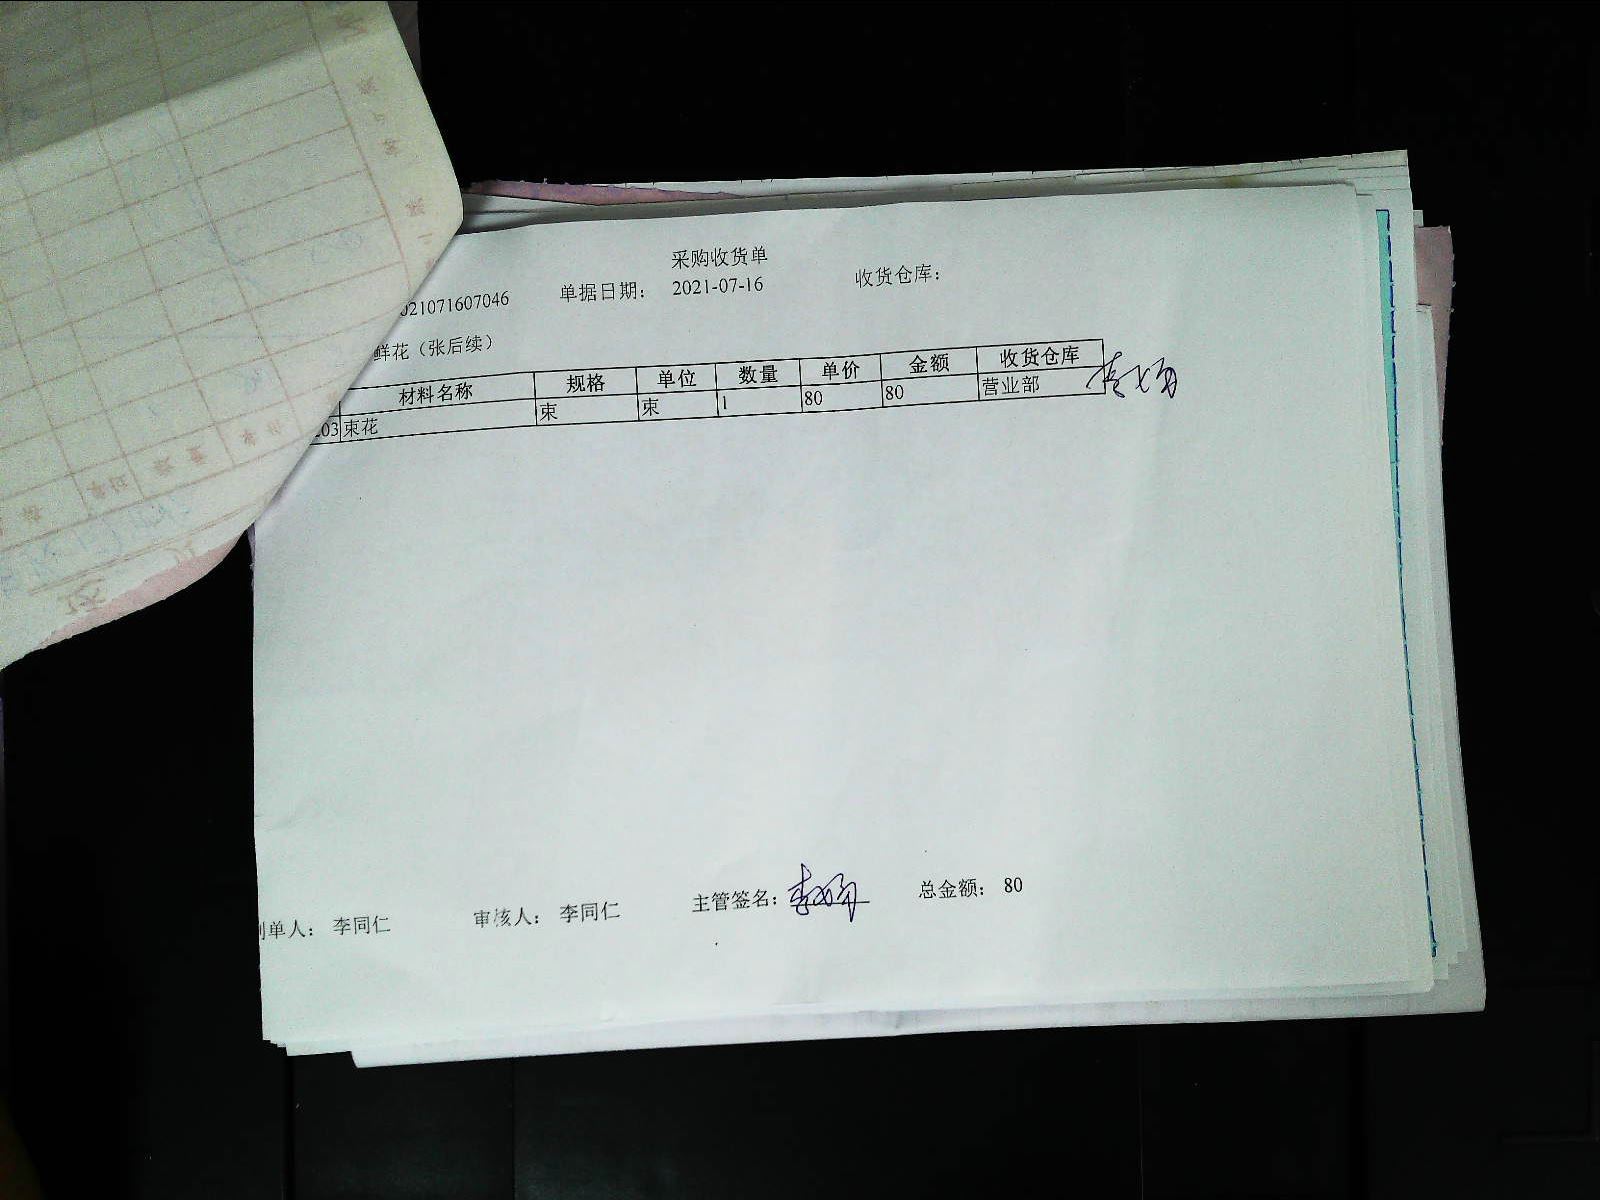 采购收货单
021071607046 单据日期： 2021-07-16 收货仓库：
鲜花（张后续）
材料名称 规格 单位 数量 单价 金额 收货仓库
03 束花 束 束 1 80 80 营业部
制单人： 李同仁 审核人： 李同仁 主管签名： 总金额： 80